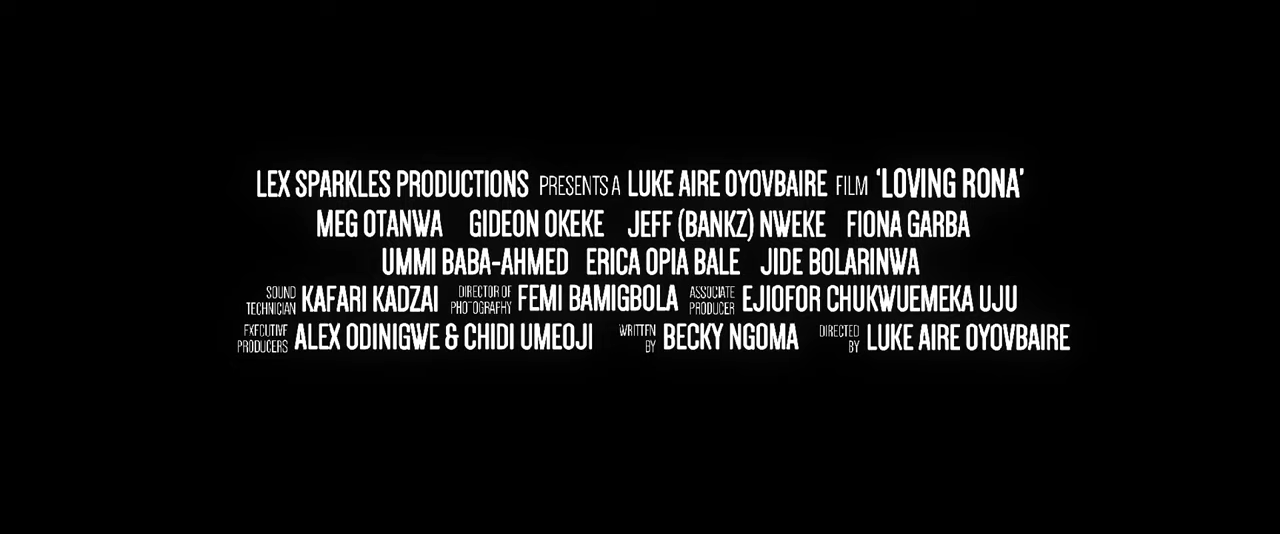 LEX SPARKLES PRODUCTIONS PRESENTS A LUKE AIRE OYOVBAIRE FILM ‘LOVING RONA’
MEG OTANWA GIDEON OKEKE JEFF (BANKZ) NWEKE FIONA GARBA
UMMI BABA-AHMED ERICA OPIA BALE JIDE BOLARINWA
SOUND TECHNICIAN KAFARI KADZAI DIRECTOR OF PHOTOGRAPHY FEMI BAMIGBOLA ASSOCIATE PRODUCER EJIOFOR CHUKWUEMEKA UJU
EXECUTIVE PRODUCERS ALEX ODINIGWE & CHIDI UMEOJI WRITTEN BY BECKY NGOMA DIRECTED BY LUKE AIRE OYOVBAIRE